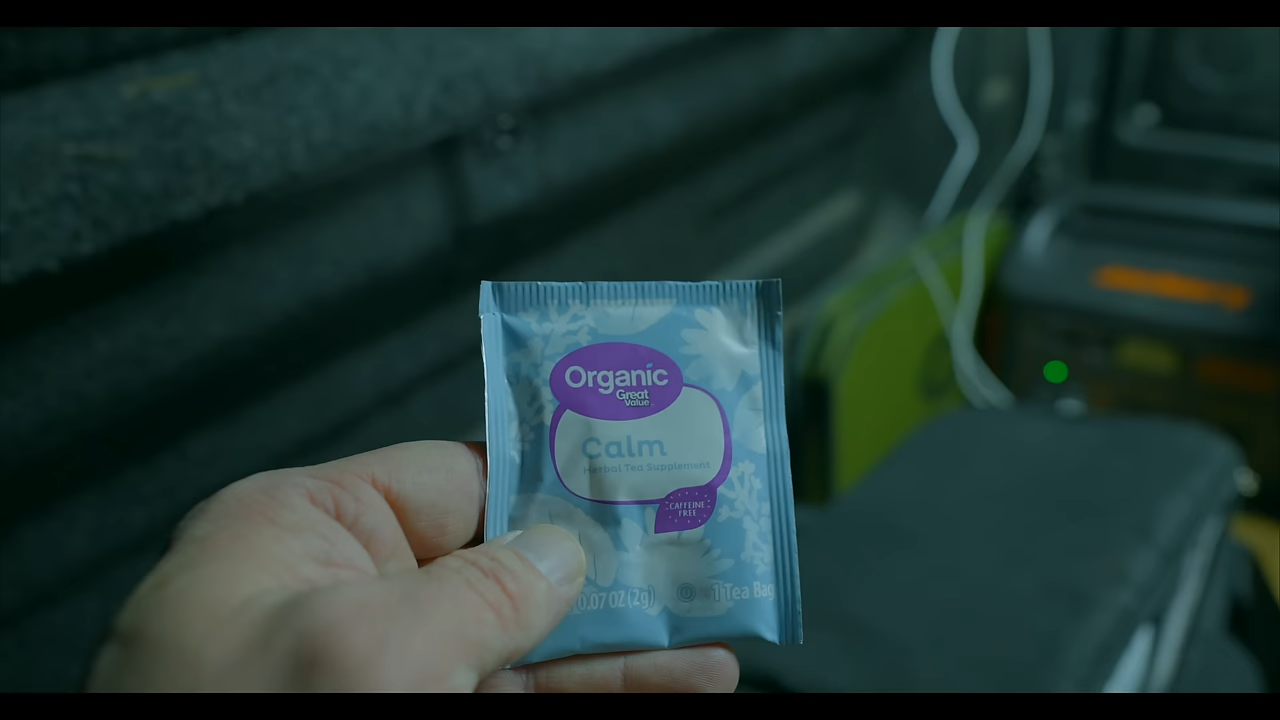 Organic
Great
Value
Calm
Herbal Tea Supplement
CAFFEINE
FREE
0.07 OZ (2g) 1 Tea Bag